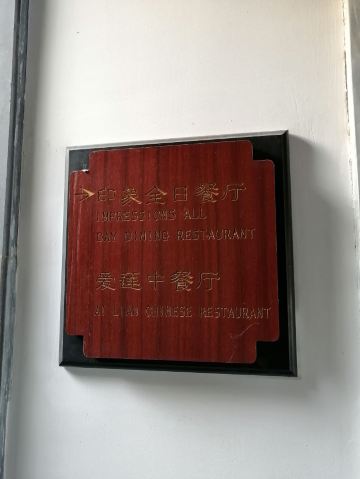 →印象全日餐厅
IMPRESSIONS ALL
DAY DINING RESTAURANT
爱莲中餐厅
AI LIAN CHINESE RESTAURANT